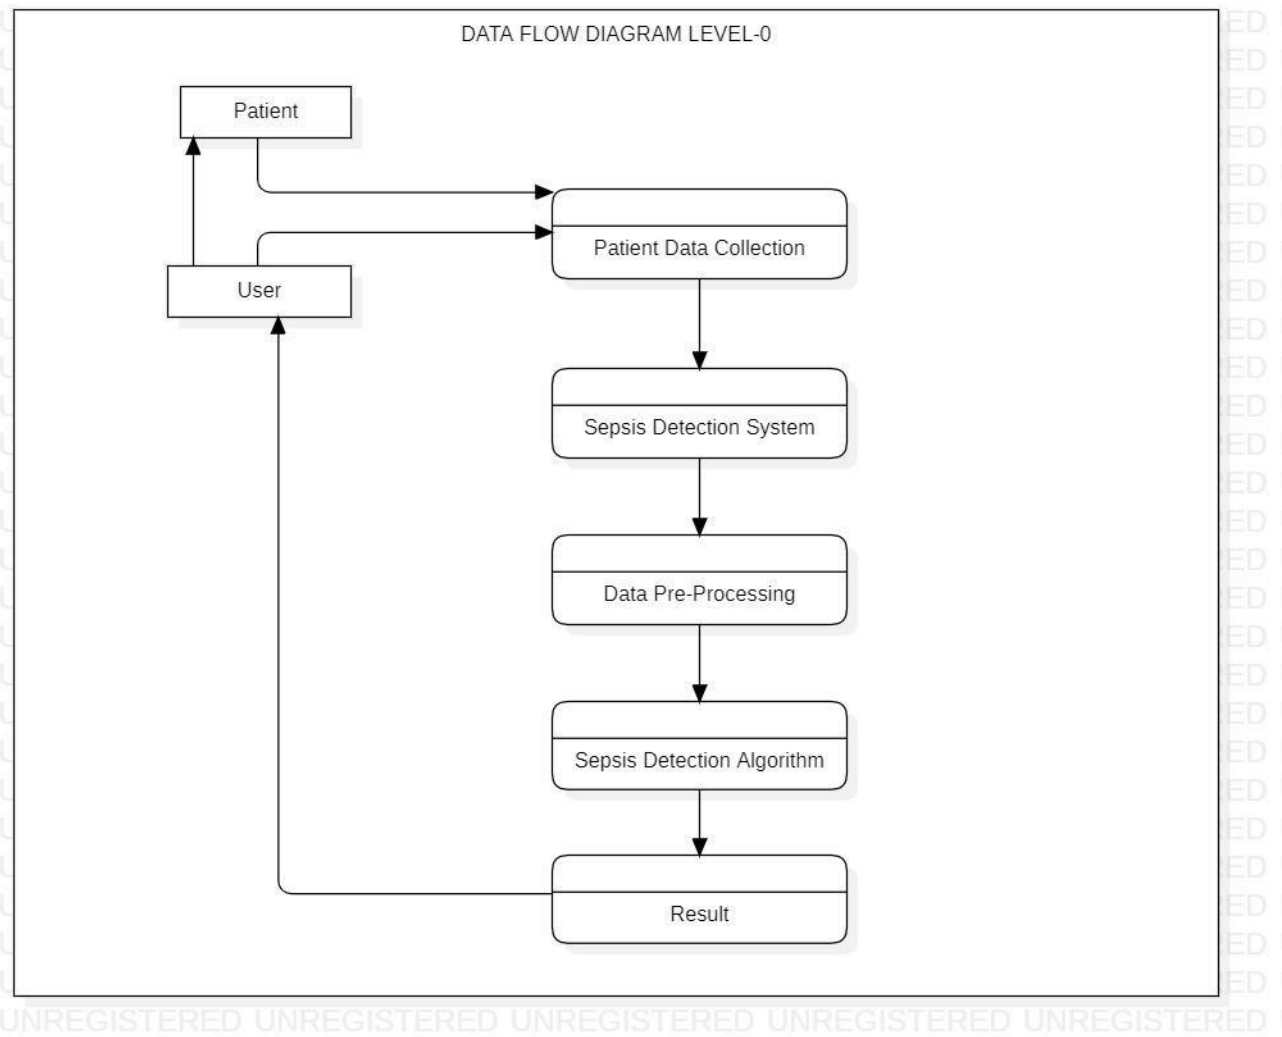 DATA FLOW DIAGRAM LEVEL-0
Patient
Patient Data Collection
User
Sepsis Detection System
Data Pre-Processing
Sepsis Detection Algorithm
Result
UNREGISTERED UNREGISTERED UNREGISTERED UNREGISTERED UNREGISTERED